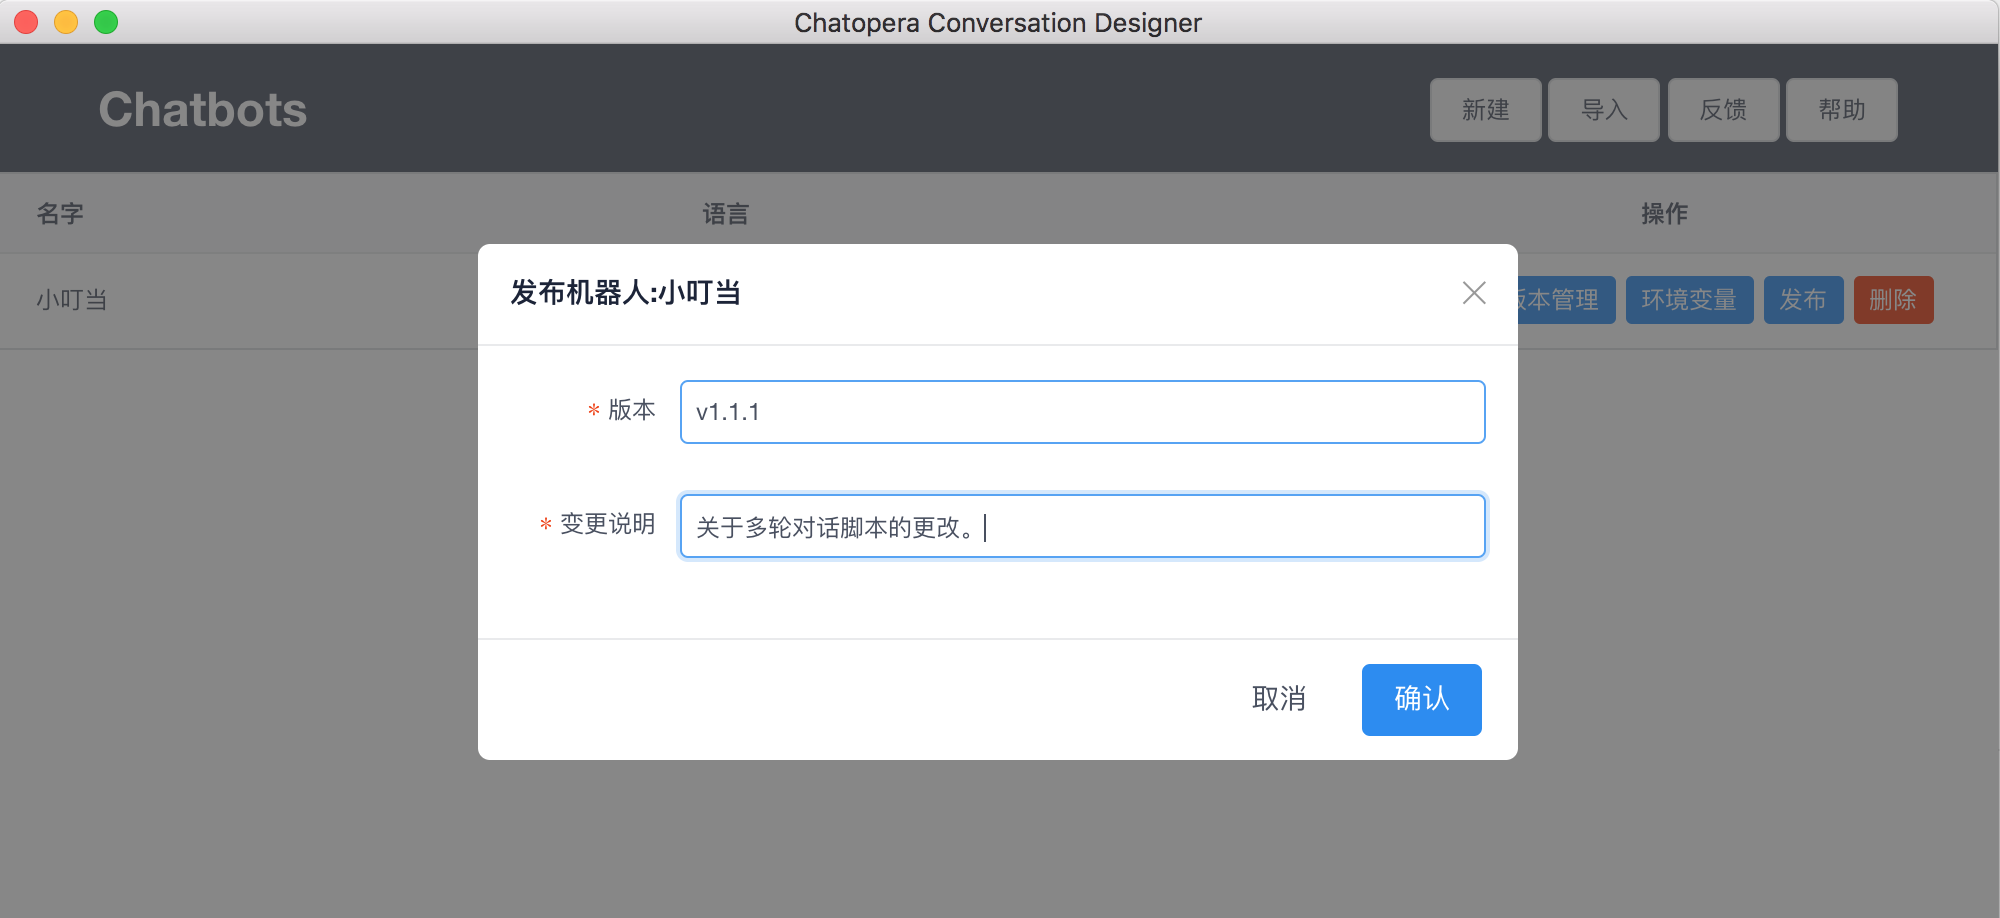 Chatopera Conversation Designer
Chatbots
新建 导入 反馈 帮助
名字 语言 操作
小叮当 本管理 环境变量 发布 删除
发布机器人:小叮当
* 版本 v1.1.1
* 变更说明 关于多轮对话脚本的更改。
取消 确认